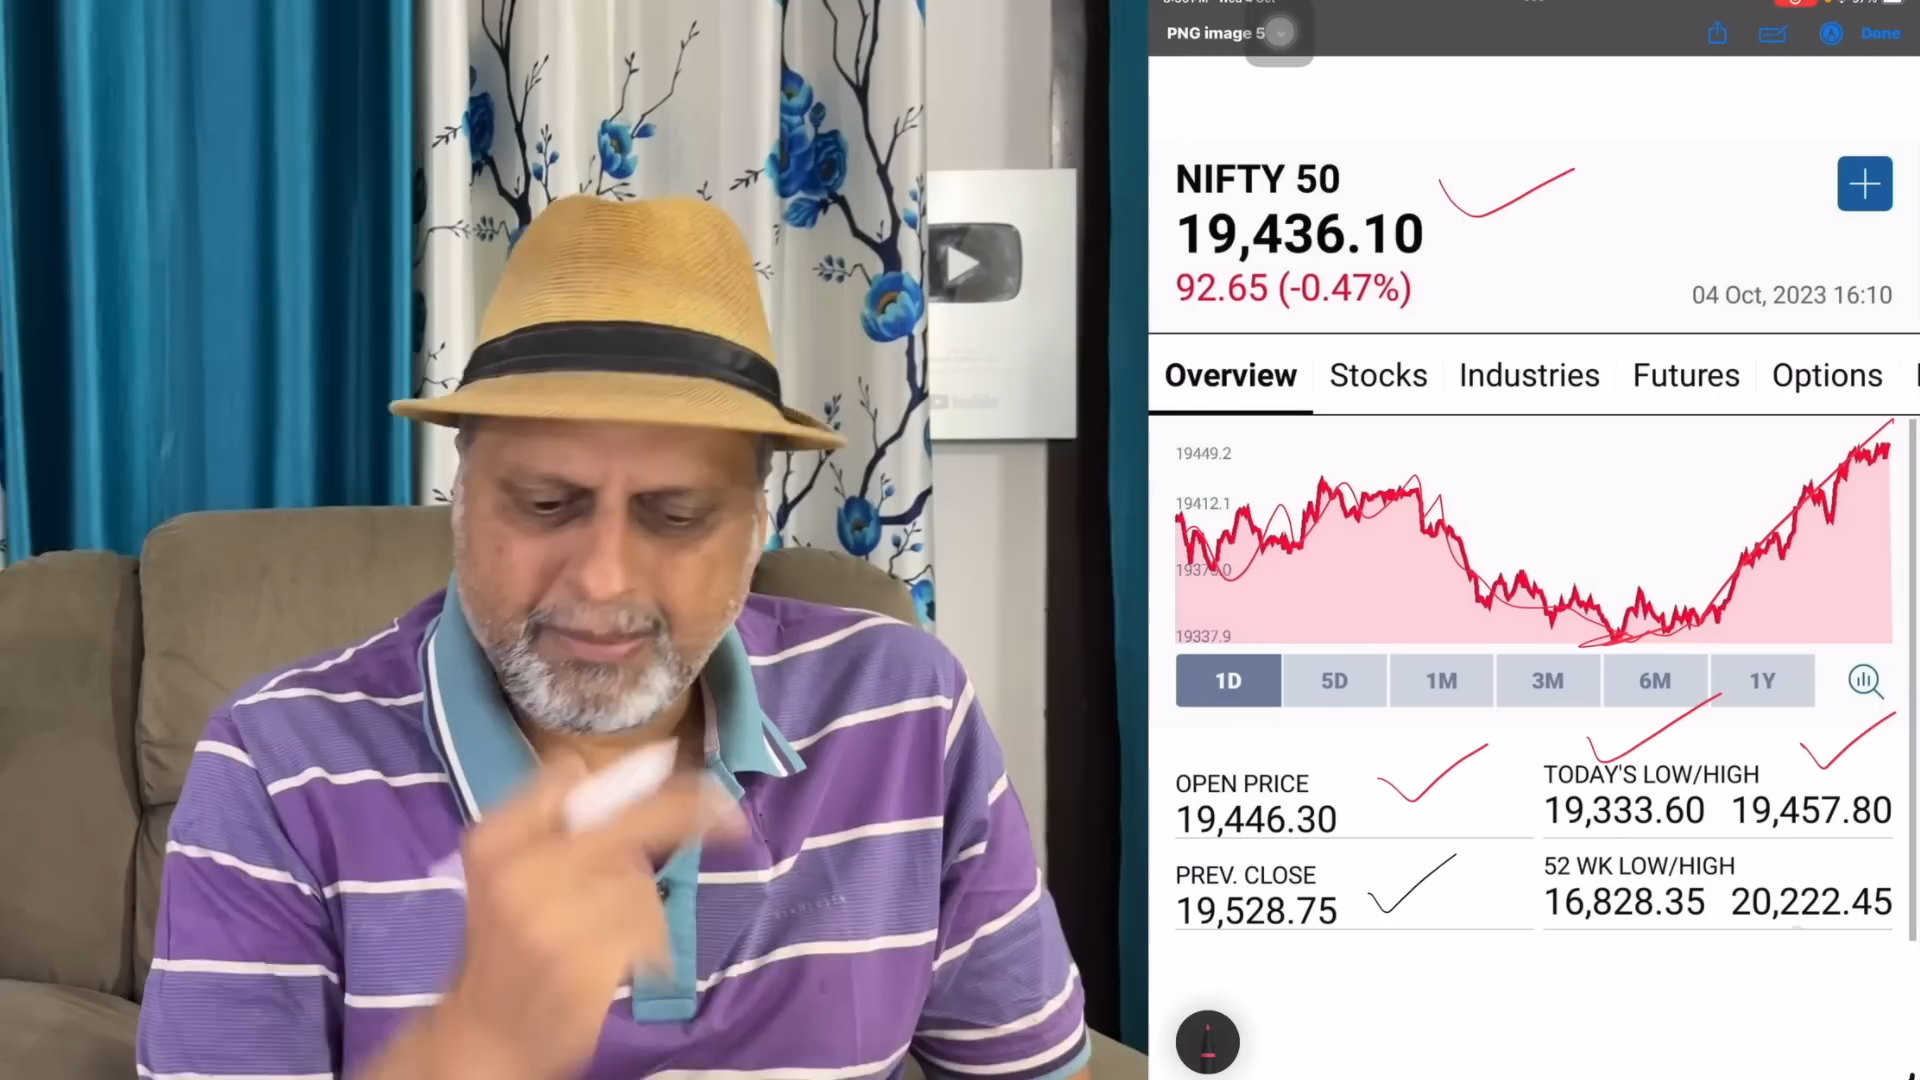 PNG image 5
Done
NIFTY 50
19,436.10
92.65 (-0.47%)
04 Oct, 2023 16:10
Overview Stocks Industries Futures Options
19449.2
19412.1
19375.0
19337.9
1D 5D 1M 3M 6M 1Y
OPEN PRICE
19,446.30
TODAY'S LOW/HIGH
19,333.60 19,457.80
PREV. CLOSE
19,528.75
52 WK LOW/HIGH
16,828.35 20,222.45
YouTube